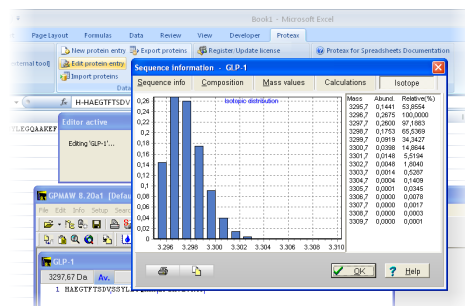 Book1 - Microsoft Excel
Page Layout Formulas Data Review View Developer Proteax
New protein entry Export proteins Register/Update license Proteax for Spreadsheets Documentation
external tool) Edit protein entry
Import proteins
Data
fx H-HAEGTFTSDV
Sequence information - GLP-1
Sequence info Composition Mass values Calculations Isotope
Isotopic distribution
0,26
0,24
0,22
0,2
0,18
0,16
0,14
0,12
0,1
0,08
0,06
0,04
0,02
0
3.296 3.298 3.300 3.302 3.304 3.306 3.308 3.310
Mass Abund. Relative(%)
3295,7 0,1441 53,8554
3296,7 0,2675 100,0000
3297,7 0,2600 97,1883
3298,7 0,1753 65,5369
3299,7 0,0919 34,3427
3300,7 0,0398 14,8644
3301,7 0,0148 5,5194
3302,7 0,0048 1,8040
3303,7 0,0014 0,5287
3304,7 0,0004 0,1409
3305,7 0,0001 0,0345
3306,7 0,0000 0,0078
3307,7 0,0000 0,0017
3308,7 0,0000 0,0003
3309,7 0,0000 0,0001
OK Help
Editor active
Editing 'GLP-1'...
GPMAW 8.20a1 [Defau
File Edit Info Setup Sear
GLP-1
3297,67 Da Av.
1 HAEGTFTSDVSSYL